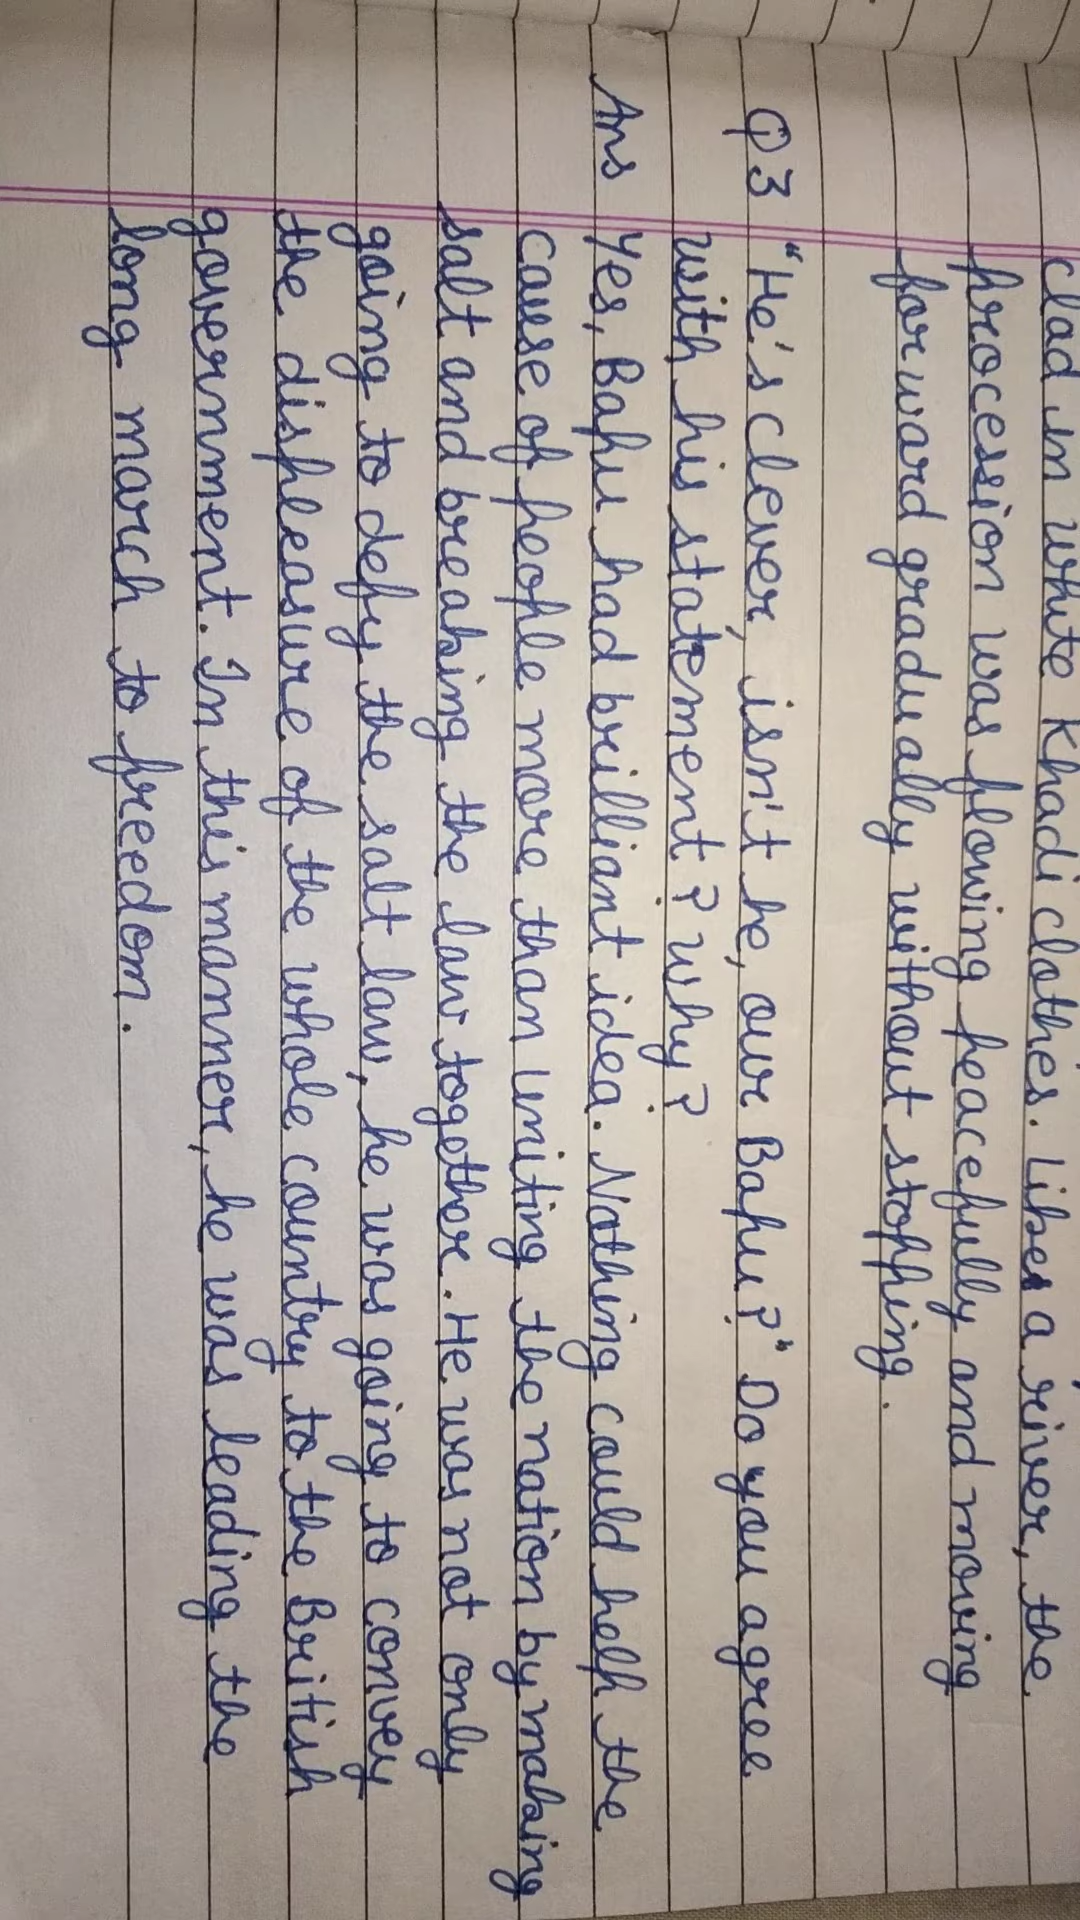 clad in white Khadi clothes. Likes a river, the
procession was flowing peacefully and moving
forward gradually without stopping.
Q3 "He's clever, isn't he, our Bapu?" Do you agree
with his statement? why?
Ans Yes, Bapu had brilliant idea. Nothing could help the
cause of people more than uniting the nation by making
salt and breaking the law together. He was not only
going to defy the salt law, he was going to convey
the displeasure of the whole country to the British
government. In this manner, he was leading the
long march to freedom.